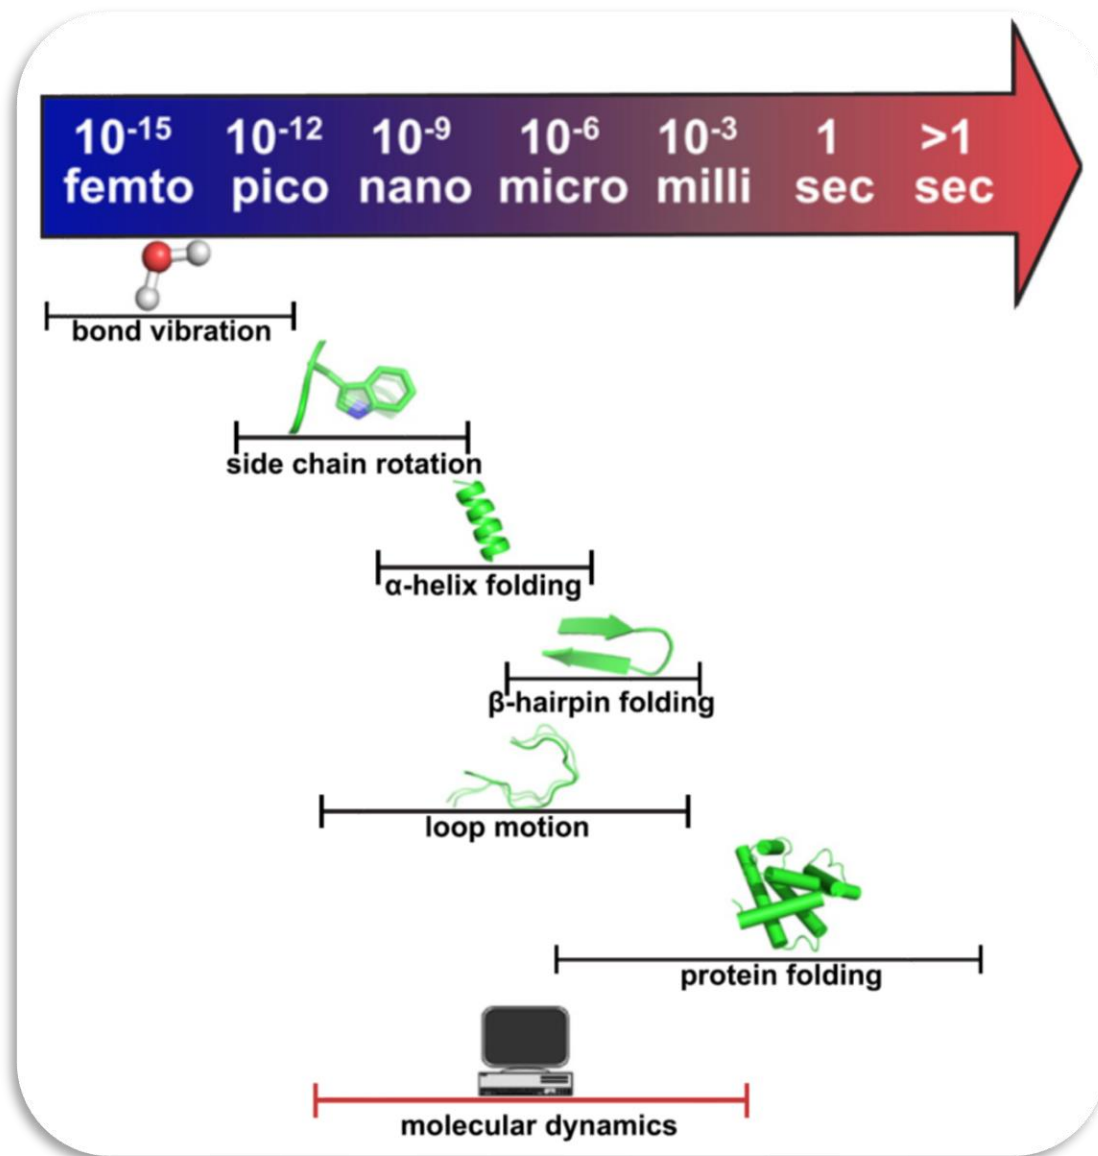 10⁻¹⁵ 10⁻¹² 10⁻⁹ 10⁻⁶ 10⁻³ 1 >1
femto pico nano micro milli sec sec
bond vibration
side chain rotation
α-helix folding
β-hairpin folding
loop motion
protein folding
molecular dynamics